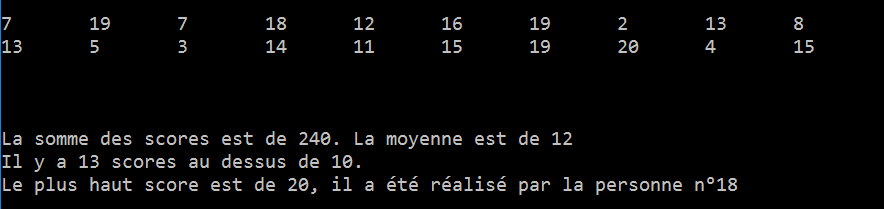 7 19 7 18 12 16 19 2 13 8
13 5 3 14 11 15 19 20 4 15
La somme des scores est de 240. La moyenne est de 12
Il y a 13 scores au dessus de 10.
Le plus haut score est de 20, il a été réalisé par la personne n°18